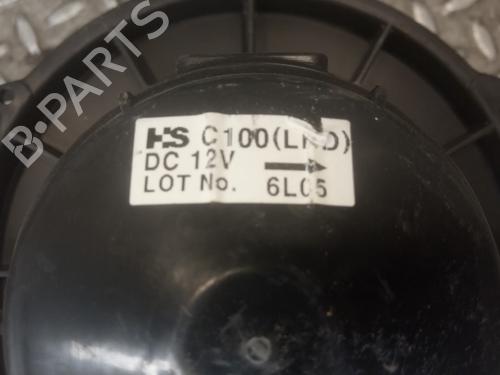 HS C100(LHD)
DC 12V
LOT No. 6L05
B-PARTS